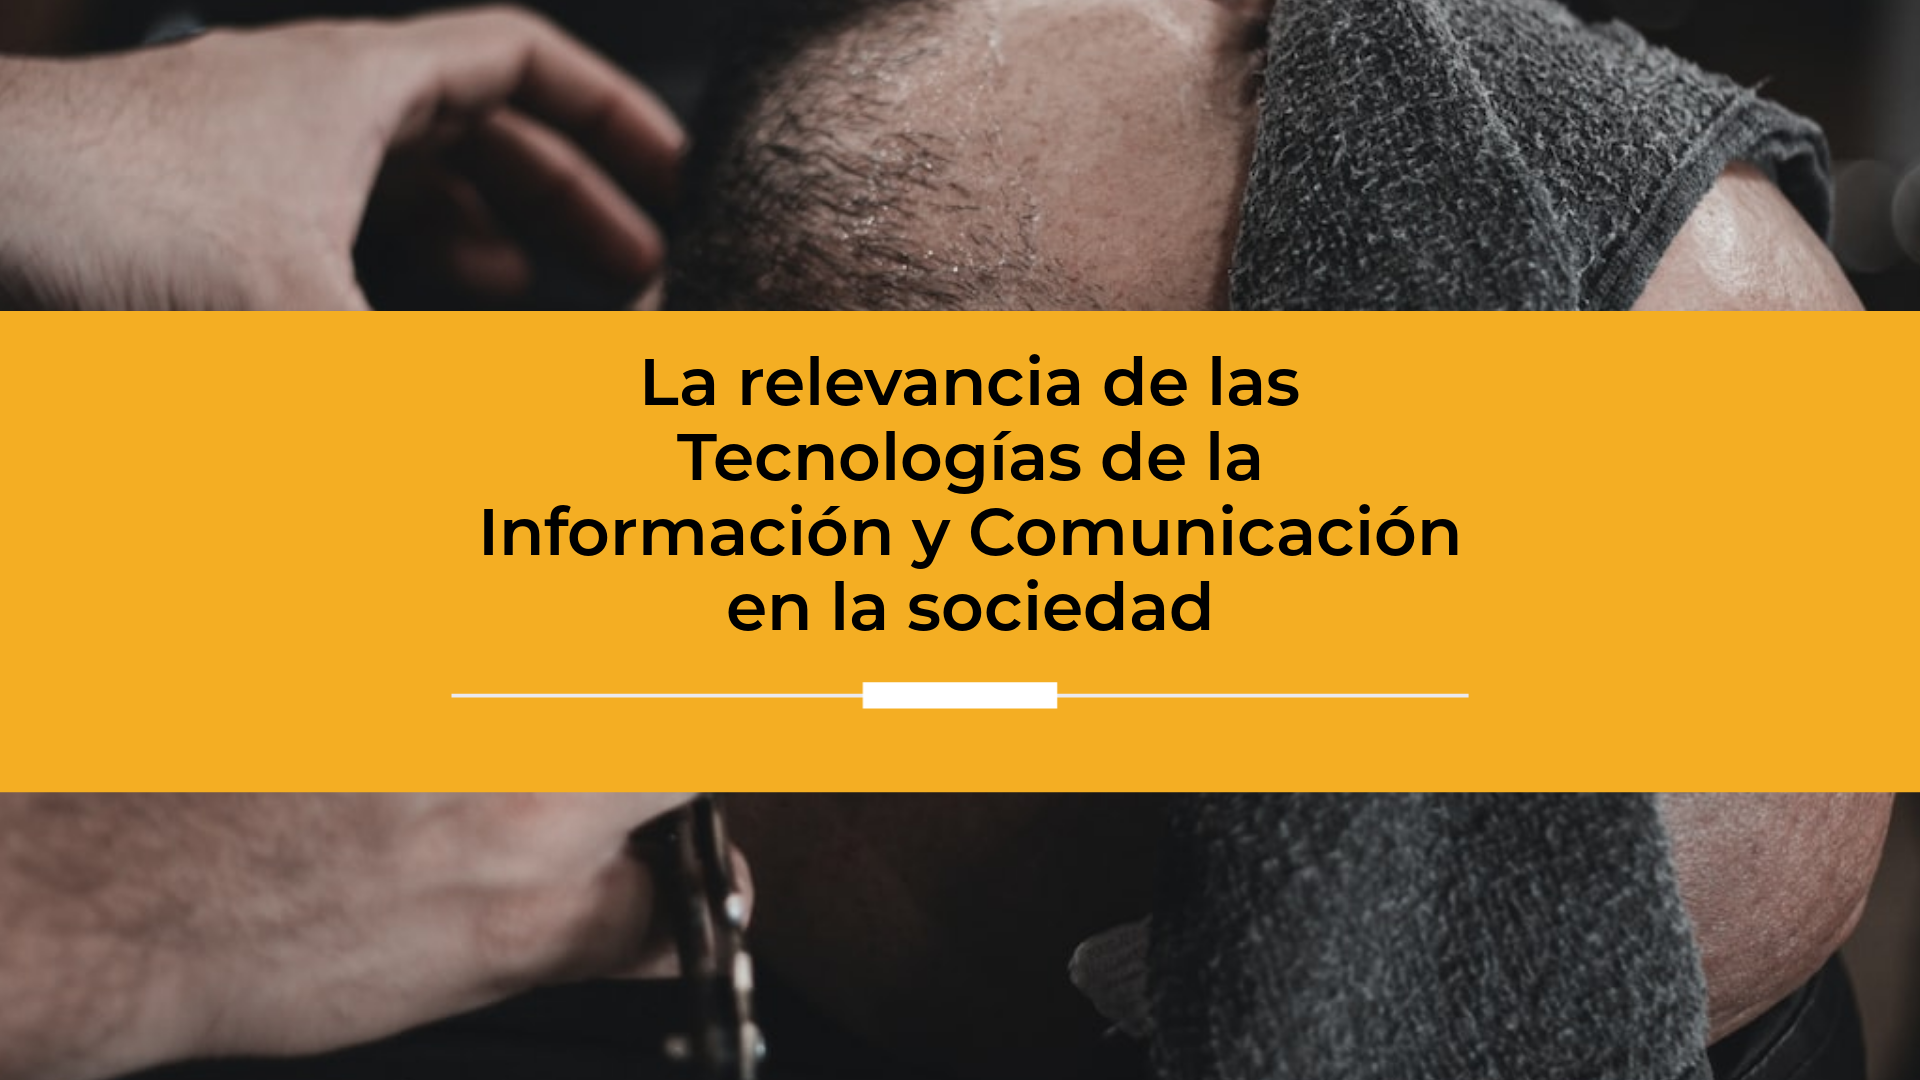 La relevancia de las
Tecnologías de la
Información y Comunicación
en la sociedad